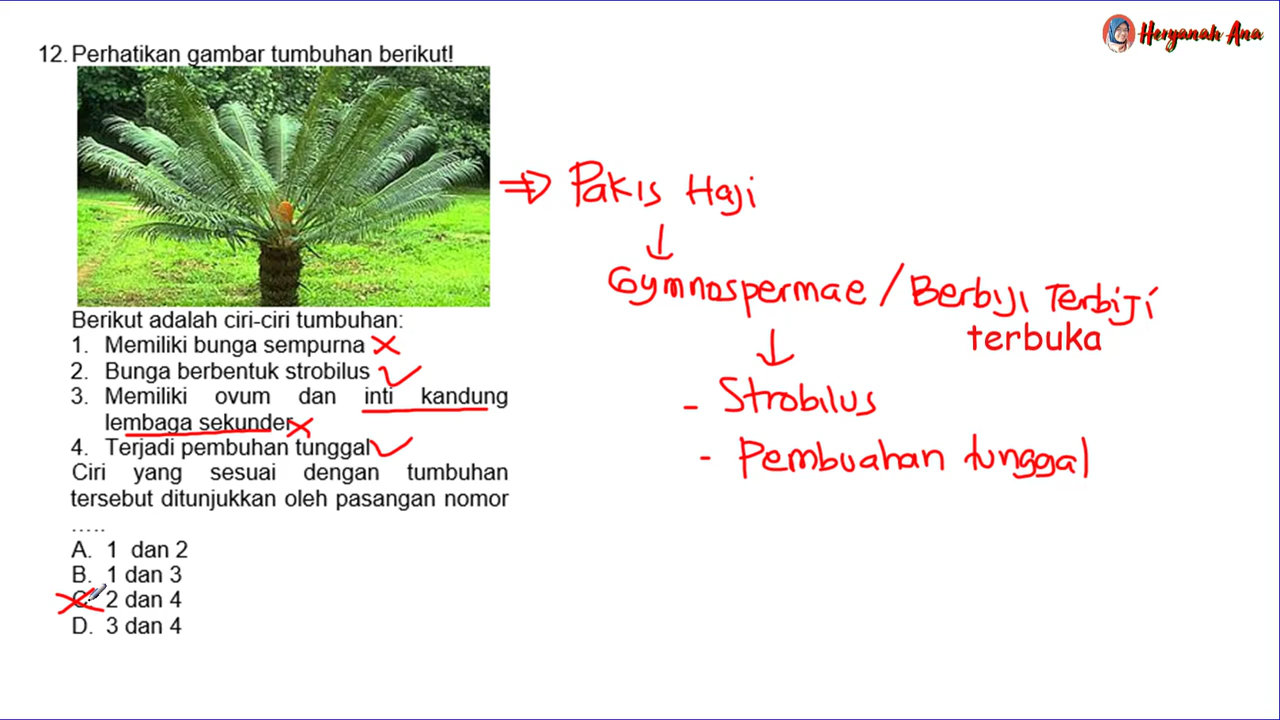 Heryanah Ana
12. Perhatikan gambar tumbuhan berikut!
⇒ Pakis Haji
↓
Gymnospermae / Berbiji Terbiji
terbuka
↓
- Strobilus
- Pembuahan tunggal
Berikut adalah ciri-ciri tumbuhan:
1. Memiliki bunga sempurna
2. Bunga berbentuk strobilus
3. Memiliki ovum dan inti kandung
lembaga sekunder
4. Terjadi pembuhan tunggal
Ciri yang sesuai dengan tumbuhan
tersebut ditunjukkan oleh pasangan nomor
.....
A. 1 dan 2
B. 1 dan 3
C. 2 dan 4
D. 3 dan 4